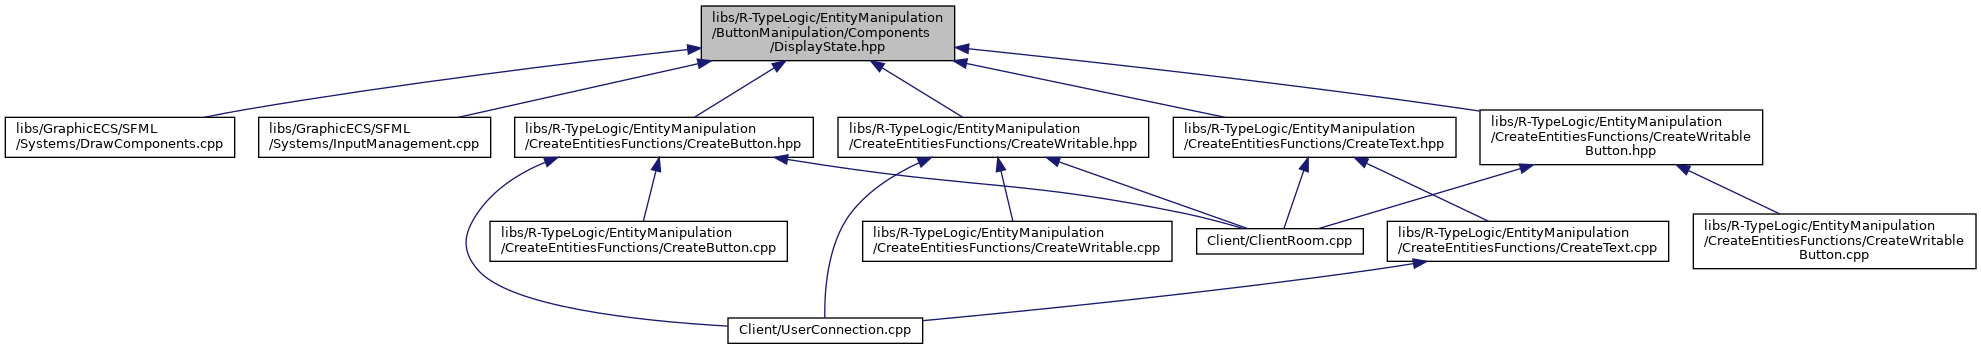 libs/R-TypeLogic/EntityManipulation
/ButtonManipulation/Components
/DisplayState.hpp
libs/GraphicECS/SFML
/Systems/DrawComponents.cpp
libs/GraphicECS/SFML
/Systems/InputManagement.cpp
libs/R-TypeLogic/EntityManipulation
/CreateEntitiesFunctions/CreateButton.hpp
libs/R-TypeLogic/EntityManipulation
/CreateEntitiesFunctions/CreateWritable.hpp
libs/R-TypeLogic/EntityManipulation
/CreateEntitiesFunctions/CreateText.hpp
libs/R-TypeLogic/EntityManipulation
/CreateEntitiesFunctions/CreateWritable
Button.hpp
libs/R-TypeLogic/EntityManipulation
/CreateEntitiesFunctions/CreateButton.cpp
libs/R-TypeLogic/EntityManipulation
/CreateEntitiesFunctions/CreateWritable.cpp
Client/ClientRoom.cpp
libs/R-TypeLogic/EntityManipulation
/CreateEntitiesFunctions/CreateText.cpp
libs/R-TypeLogic/EntityManipulation
/CreateEntitiesFunctions/CreateWritable
Button.cpp
Client/UserConnection.cpp